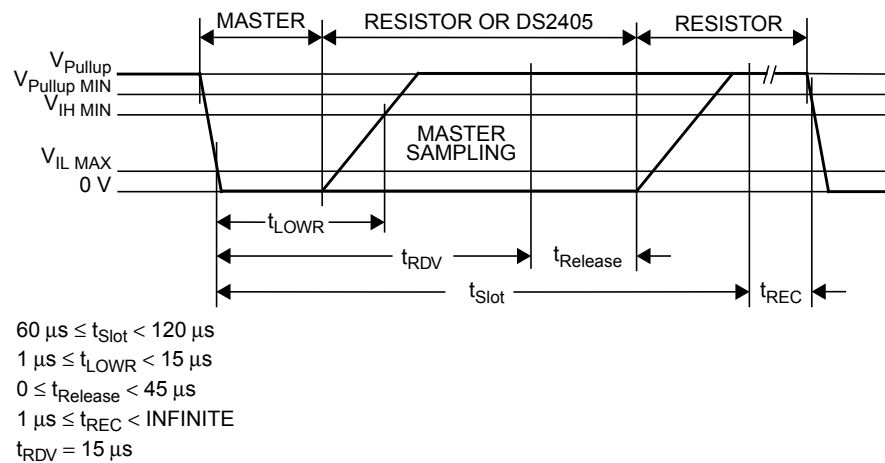 MASTER RESISTOR OR DS2405 RESISTOR
VPullup
VPullup MIN
VIH MIN
MASTER
SAMPLING
VIL MAX
0 V
tLOWR
tRDV tRelease
tSlot tREC
60 μs ≤ tSlot < 120 μs
1 μs ≤ tLOWR < 15 μs
0 ≤ tRelease < 45 μs
1 μs ≤ tREC < INFINITE
tRDV = 15 μs